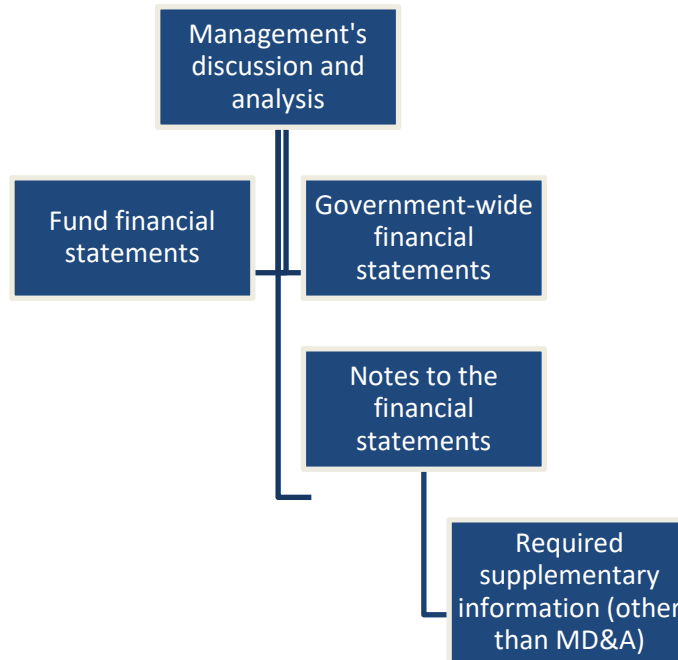 Management's
discussion and
analysis
Fund financial
statements
Government-wide
financial
statements
Notes to the
financial
statements
Required
supplementary
information (other
than MD&A)